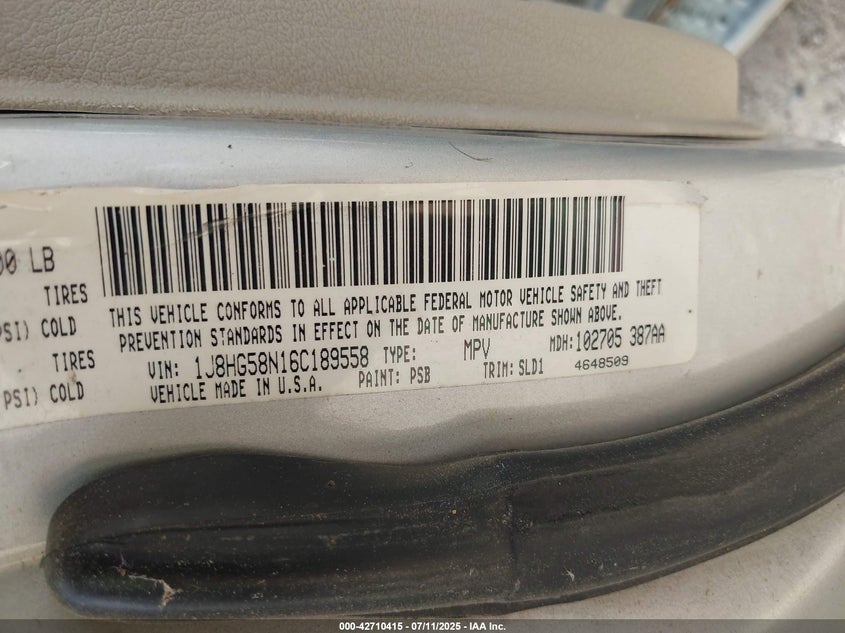 00 LB
TIRES
PSI) COLD
TIRES
PSI) COLD
THIS VEHICLE CONFORMS TO ALL APPLICABLE FEDERAL MOTOR VEHICLE SAFETY AND THEFT
PREVENTION STANDARDS IN EFFECT ON THE DATE OF MANUFACTURE SHOWN ABOVE.
VIN: 1J8HG58N16C189558 TYPE: MPV MDH: 102705 387AA
VEHICLE MADE IN U.S.A. PAINT: PSB TRIM: SLD1 4648509
000-42710415 - 07/11/2025 - IAA Inc.